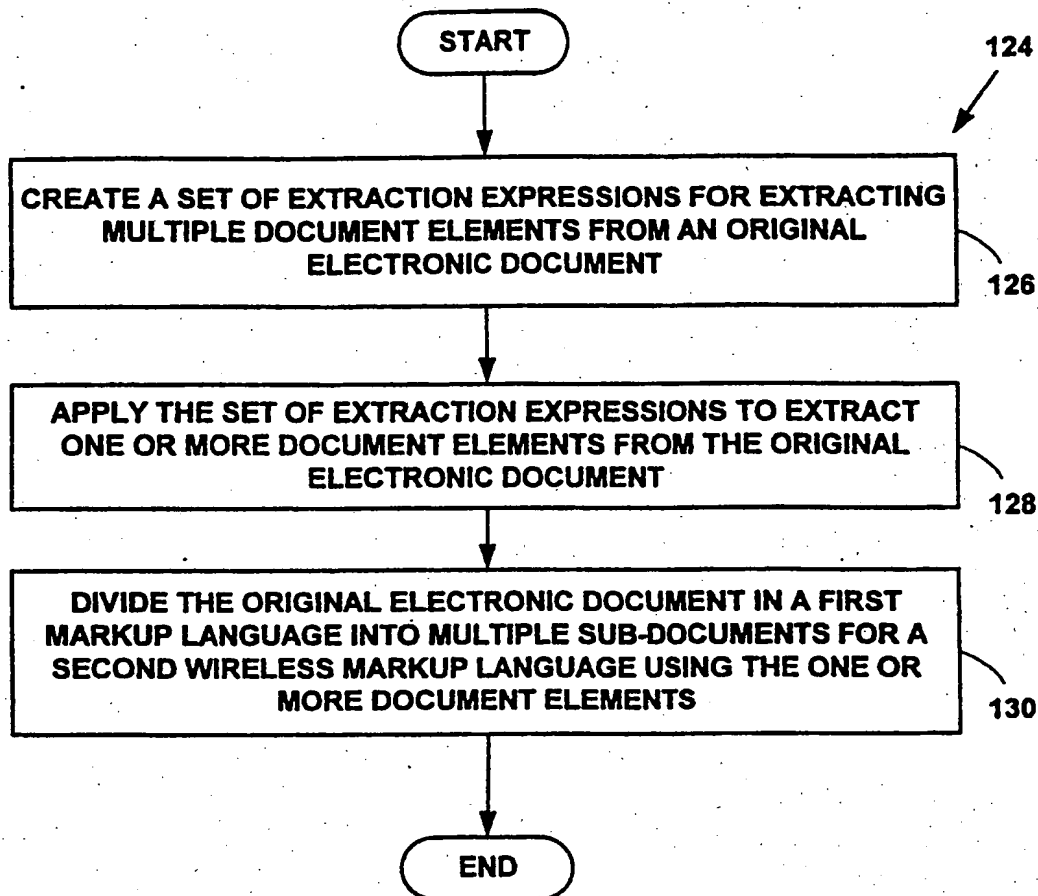 START
124
CREATE A SET OF EXTRACTION EXPRESSIONS FOR EXTRACTING
MULTIPLE DOCUMENT ELEMENTS FROM AN ORIGINAL
ELECTRONIC DOCUMENT
126
APPLY THE SET OF EXTRACTION EXPRESSIONS TO EXTRACT
ONE OR MORE DOCUMENT ELEMENTS FROM THE ORIGINAL
ELECTRONIC DOCUMENT
128
DIVIDE THE ORIGINAL ELECTRONIC DOCUMENT IN A FIRST
MARKUP LANGUAGE INTO MULTIPLE SUB-DOCUMENTS FOR A
SECOND WIRELESS MARKUP LANGUAGE USING THE ONE OR
MORE DOCUMENT ELEMENTS
130
END